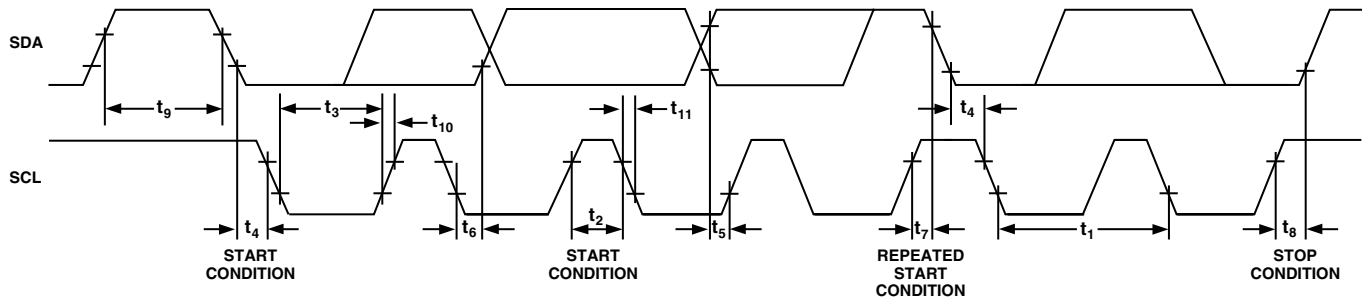 SDA
t9
t3
t10
t11
t4
SCL
t4
t6
t2
t5
t7
t1
t8
START
CONDITION
START
CONDITION
REPEATED
START
CONDITION
STOP
CONDITION